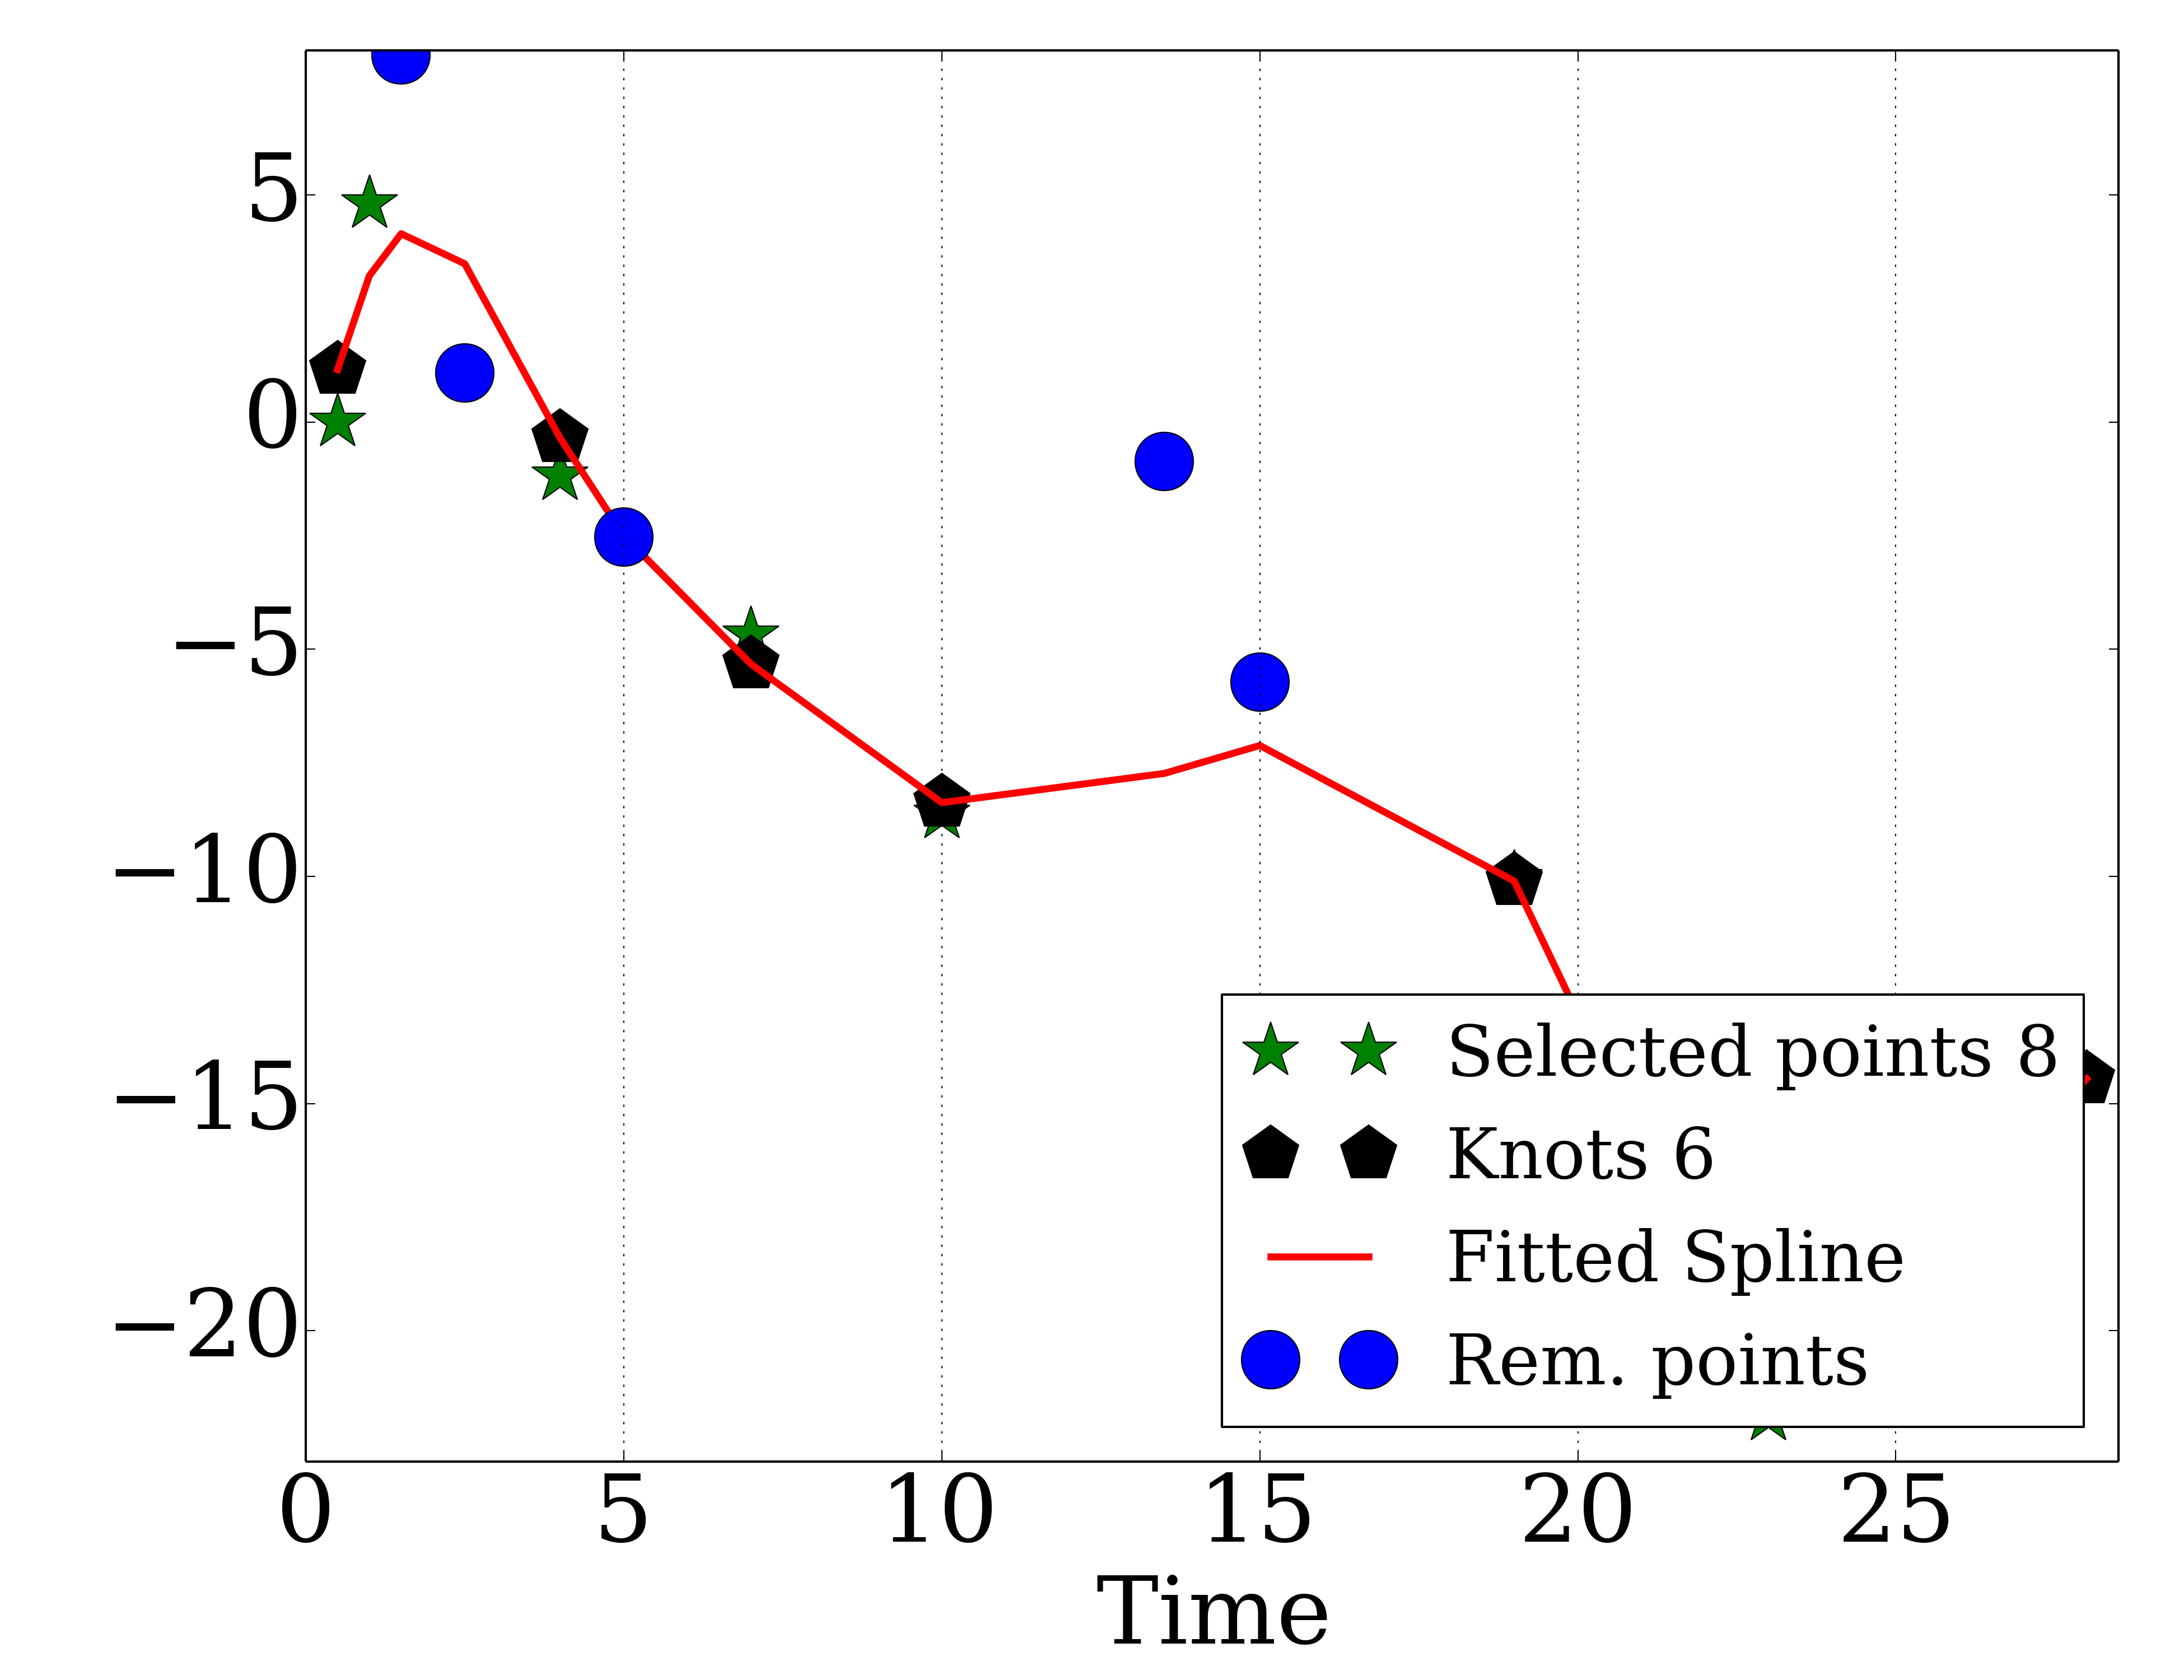 5
0
−5
−10
−15
−20
0 5 10 15 20 25
Time
Selected points 8
Knots 6
Fitted Spline
Rem. points